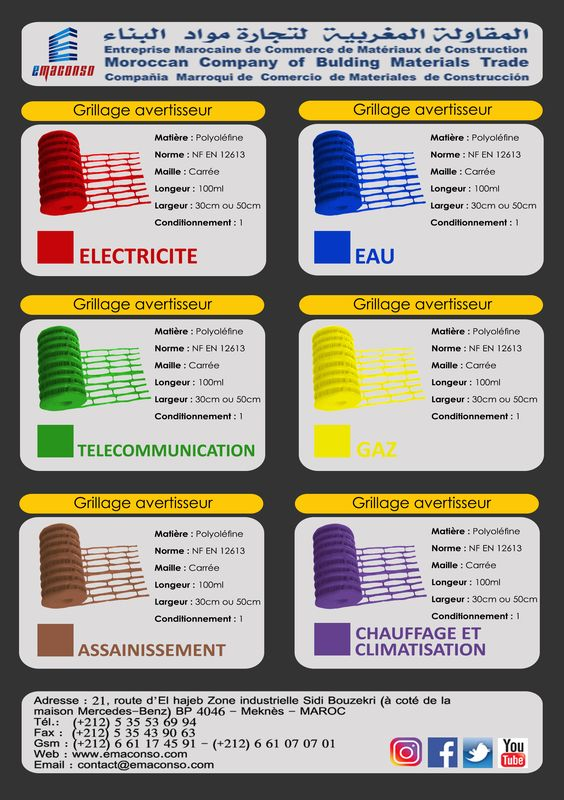 المقاولة المغربية لتجارة مواد البناء
Entreprise Marocaine de Commerce de Matériaux de Construction
Moroccan Company of Bulding Materials Trade
Compañia Marroqui de Comercio de Materiales de Construcción
EMACONSO
Grillage avertisseur
Matière : Polyoléfine
Norme : NF EN 12613
Maille : Carrée
Longeur : 100ml
Largeur : 30cm ou 50cm
Conditionnement : 1
ELECTRICITE
Grillage avertisseur
Matière : Polyoléfine
Norme : NF EN 12613
Maille : Carrée
Longeur : 100ml
Largeur : 30cm ou 50cm
Conditionnement : 1
EAU
Grillage avertisseur
Matière : Polyoléfine
Norme : NF EN 12613
Maille : Carrée
Longeur : 100ml
Largeur : 30cm ou 50cm
Conditionnement : 1
TELECOMMUNICATION
Grillage avertisseur
Matière : Polyoléfine
Norme : NF EN 12613
Maille : Carrée
Longeur : 100ml
Largeur : 30cm ou 50cm
Conditionnement : 1
GAZ
Grillage avertisseur
Matière : Polyoléfine
Norme : NF EN 12613
Maille : Carrée
Longeur : 100ml
Largeur : 30cm ou 50cm
Conditionnement : 1
ASSAINISSEMENT
Grillage avertisseur
Matière : Polyoléfine
Norme : NF EN 12613
Maille : Carrée
Longeur : 100ml
Largeur : 30cm ou 50cm
Conditionnement : 1
CHAUFFAGE ET
CLIMATISATION
Adresse : 21, route d'El hajeb Zone industrielle Sidi Bouzekri (à coté de la
maison Mercedes-Benz) BP 4046 - Meknès - MAROC
Tél.: (+212) 5 35 53 69 94
Fax : (+212) 5 35 43 90 63
Gsm : (+212) 6 61 17 45 91 - (+212) 6 61 07 07 01
Web : www.emaconso.com
Email : contact@emaconso.com
You
Tube